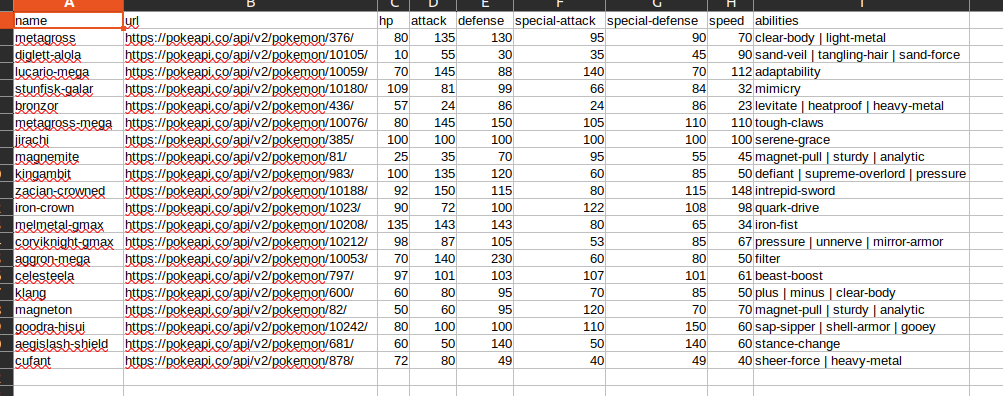 A B C D E F G H I
name url hp attack defense special-attack special-defense speed abilities
metagross https://pokeapi.co/api/v2/pokemon/376/ 80 135 130 95 90 70 clear-body | light-metal
diglett-alola https://pokeapi.co/api/v2/pokemon/10105/ 10 55 30 35 45 90 sand-veil | tangling-hair | sand-force
lucario-mega https://pokeapi.co/api/v2/pokemon/10059/ 70 145 88 140 70 112 adaptability
stunfisk-galar https://pokeapi.co/api/v2/pokemon/10180/ 109 81 99 66 84 32 mimicry
bronzor https://pokeapi.co/api/v2/pokemon/436/ 57 24 86 24 86 23 levitate | heatproof | heavy-metal
metagross-mega https://pokeapi.co/api/v2/pokemon/10076/ 80 145 150 105 110 110 tough-claws
jirachi https://pokeapi.co/api/v2/pokemon/385/ 100 100 100 100 100 100 serene-grace
magnemite https://pokeapi.co/api/v2/pokemon/81/ 25 35 70 95 55 45 magnet-pull | sturdy | analytic
kingambit https://pokeapi.co/api/v2/pokemon/983/ 100 135 120 60 85 50 defiant | supreme-overlord | pressure
zacian-crowned https://pokeapi.co/api/v2/pokemon/10188/ 92 150 115 80 115 148 intrepid-sword
iron-crown https://pokeapi.co/api/v2/pokemon/1023/ 90 72 100 122 108 98 quark-drive
melmetal-gmax https://pokeapi.co/api/v2/pokemon/10208/ 135 143 143 80 65 34 iron-fist
corviknight-gmax https://pokeapi.co/api/v2/pokemon/10212/ 98 87 105 53 85 67 pressure | unnerve | mirror-armor
aggron-mega https://pokeapi.co/api/v2/pokemon/10053/ 70 140 230 60 80 50 filter
celesteela https://pokeapi.co/api/v2/pokemon/797/ 97 101 103 107 101 61 beast-boost
klang https://pokeapi.co/api/v2/pokemon/600/ 60 80 95 70 85 50 plus | minus | clear-body
magneton https://pokeapi.co/api/v2/pokemon/82/ 50 60 95 120 70 70 magnet-pull | sturdy | analytic
goodra-hisui https://pokeapi.co/api/v2/pokemon/10242/ 80 100 100 110 150 60 sap-sipper | shell-armor | gooey
aegislash-shield https://pokeapi.co/api/v2/pokemon/681/ 60 50 140 50 140 60 stance-change
cufant https://pokeapi.co/api/v2/pokemon/878/ 72 80 49 40 49 40 sheer-force | heavy-metal